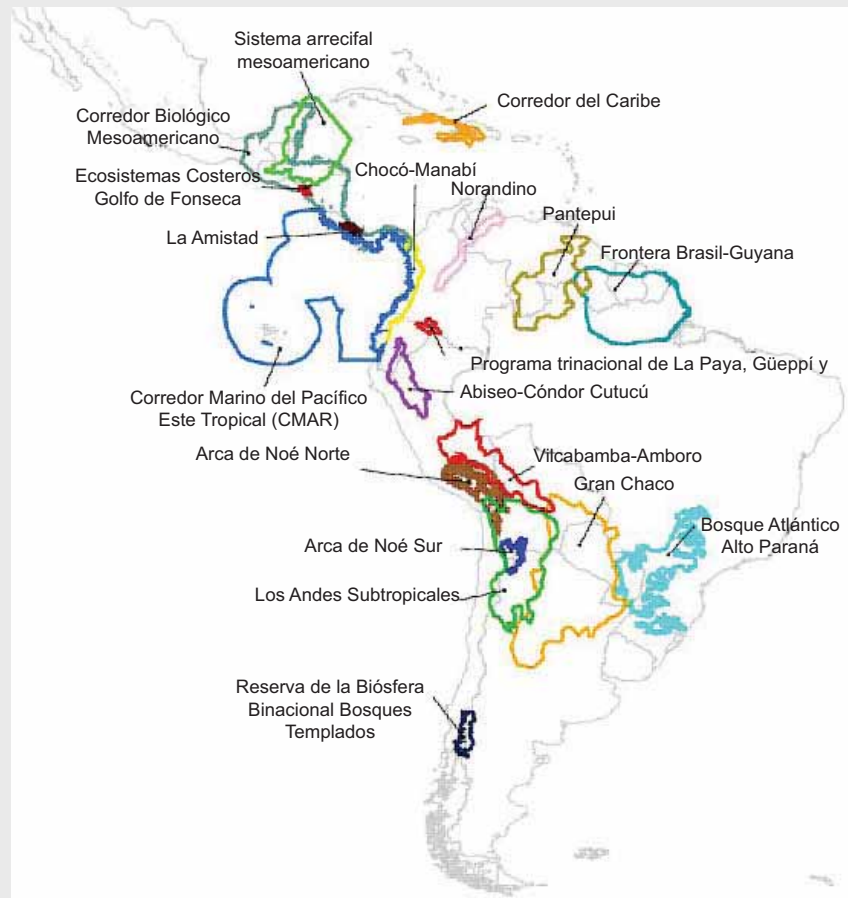 Sistema arrecifal
mesoamericano
Corredor del Caribe
Corredor Biológico
Mesoamericano
Chocó-Manabí
Ecosistemas Costeros
Golfo de Fonseca
Norandino
Pantepui
La Amistad
Frontera Brasil-Guyana
Programa trinacional de La Paya, Güeppí y
Corredor Marino del Pacífico
Este Tropical (CMAR)
Abiseo-Cóndor Cutucú
Arca de Noé Norte
Vilcabamba-Amboro
Gran Chaco
Bosque Atlántico
Alto Paraná
Arca de Noé Sur
Los Andes Subtropicales
Reserva de la Biósfera
Binacional Bosques
Templados